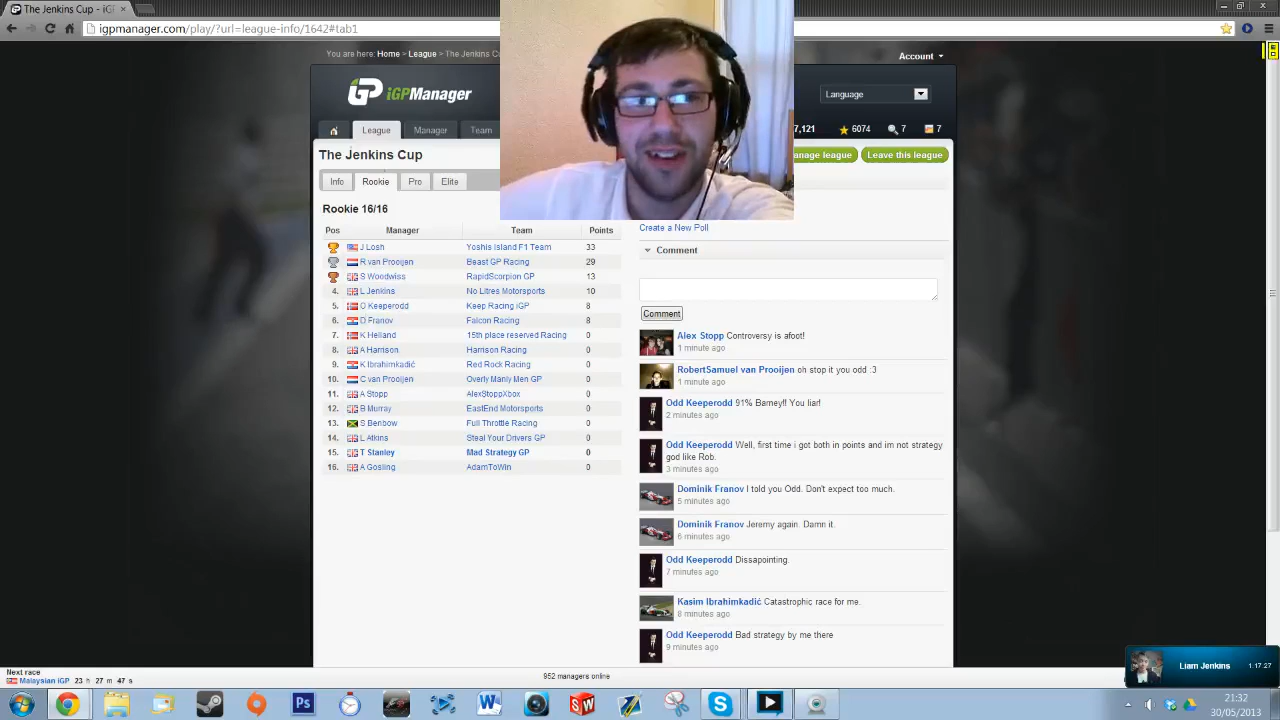 The Jenkins Cup - iGP
igpmanager.com/play/?url=league-info/1642#tab1
You are here: Home > League > The Jenkins C
Account
iGPManager
Language
League
Manager
Team
7,121
6074
7
7
The Jenkins Cup
anage league
Leave this league
Info
Rookie
Pro
Elite
Rookie 16/16
Pos Manager Team Points
J Losh Yoshis Island F1 Team 33
R van Prooijen Beast GP Racing 29
S Woodwiss RapidScorpion GP 13
4. L Jenkins No Litres Motorsports 10
5. O Keeperodd Keep Racing iGP 8
6. D Franov Falcon Racing 8
7. K Helland 15th place reserved Racing 0
8. A Harrison Harrison Racing 0
9. K Ibrahimkadić Red Rock Racing 0
10. C van Prooijen Overly Manly Men GP 0
11. A Stopp AlexStoppXbox 0
12. B Murray EastEnd Motorsports 0
13. S Benbow Full Throttle Racing 0
14. L Atkins Steal Your Drivers GP 0
15. T Stanley Mad Strategy GP 0
16. A Gosling AdamToWin 0
Create a New Poll
Comment
Comment
Alex Stopp Controversy is afoot!
1 minute ago
RobertSamuel van Prooijen oh stop it you odd :3
1 minute ago
Odd Keeperodd 91% Barney!! You liar!
2 minutes ago
Odd Keeperodd Well, first time i got both in points and im not strategy
god like Rob.
3 minutes ago
Dominik Franov I told you Odd. Don't expect too much.
5 minutes ago
Dominik Franov Jeremy again. Damn it.
6 minutes ago
Odd Keeperodd Dissapointing.
7 minutes ago
Kasim Ibrahimkadić Catastrophic race for me.
8 minutes ago
Odd Keeperodd Bad strategy by me there
9 minutes ago
Next race
Malaysian iGP 23 h 27 m 47 s
952 managers online
Liam Jenkins
1:17:27
Ps
21:32
30/05/2013